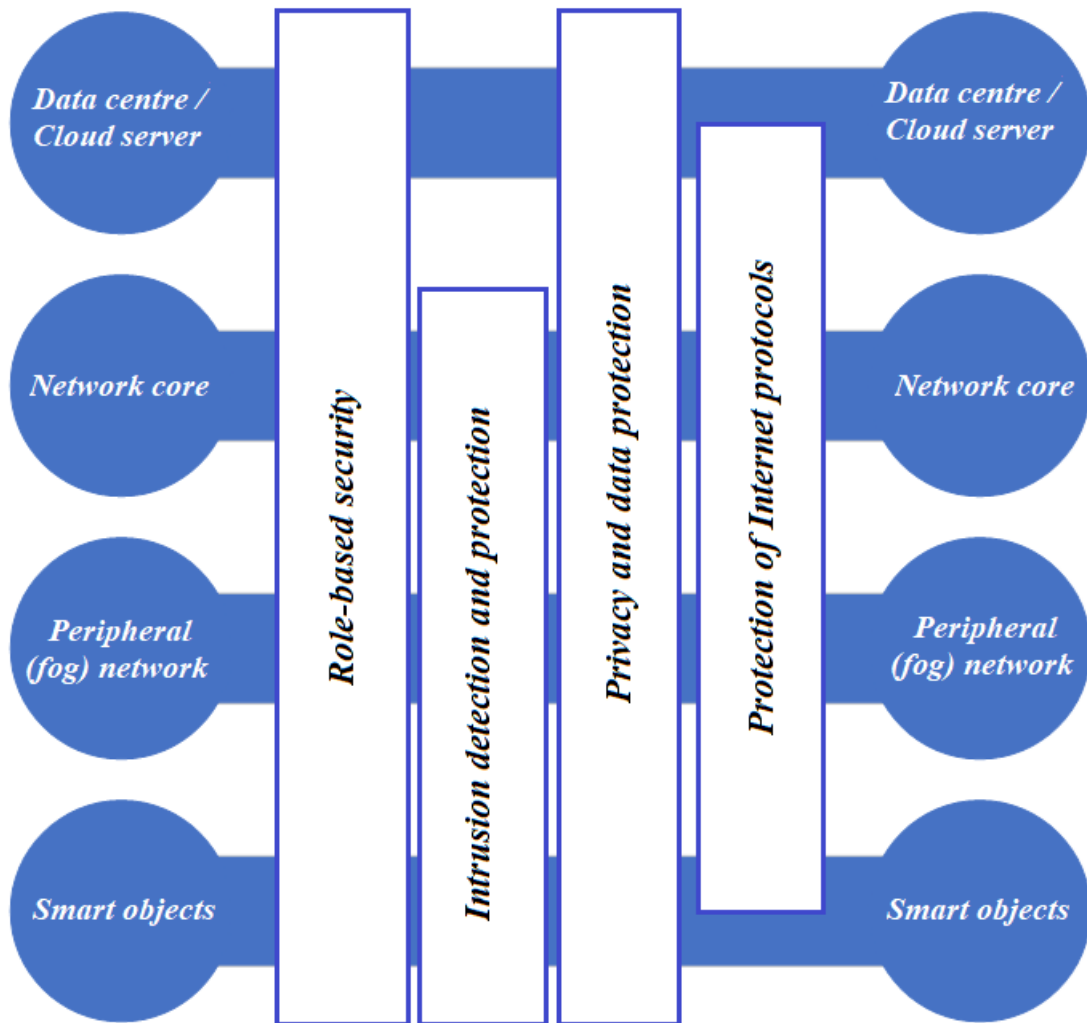 Data centre /
Cloud server
Network core
Peripheral
(fog) network
Smart objects
Role-based security
Intrusion detection and protection
Privacy and data protection
Protection of Internet protocols
Data centre /
Cloud server
Network core
Peripheral
(fog) network
Smart objects